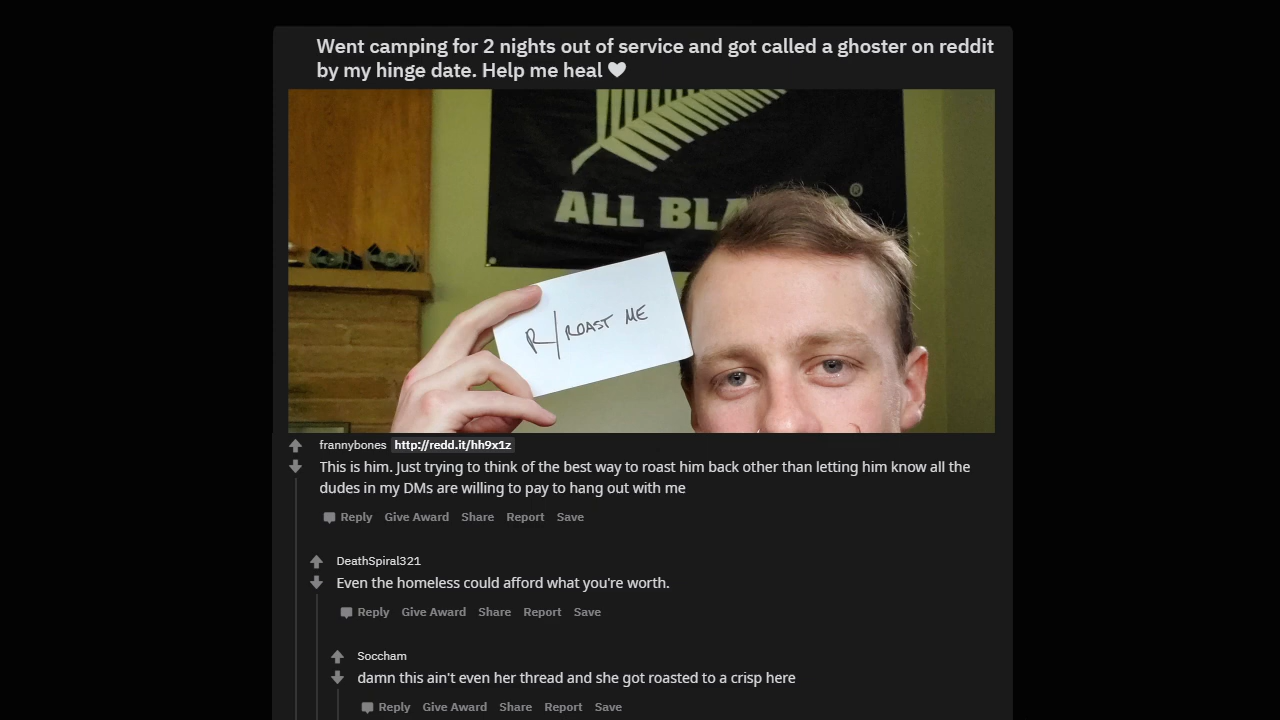 Went camping for 2 nights out of service and got called a ghoster on reddit
by my hinge date. Help me heal 🖤
ALL BLA
®
R/ROAST ME
frannybones http://redd.it/hh9x1z
This is him. Just trying to think of the best way to roast him back other than letting him know all the
dudes in my DMs are willing to pay to hang out with me
Reply Give Award Share Report Save
DeathSpiral321
Even the homeless could afford what you're worth.
Reply Give Award Share Report Save
Soccham
damn this ain't even her thread and she got roasted to a crisp here
Reply Give Award Share Report Save